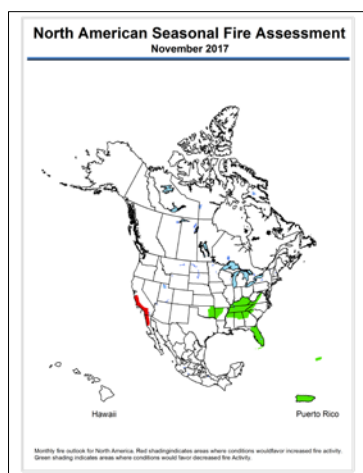 North American Seasonal Fire Assessment
November 2017
Hawaii
Puerto Rico
Monthly fire outlook for North America. Red shadingindicates areas where conditions wouldfavor increased fire activity.
Green shading indicates areas where conditions would favor decreased fire Activity.